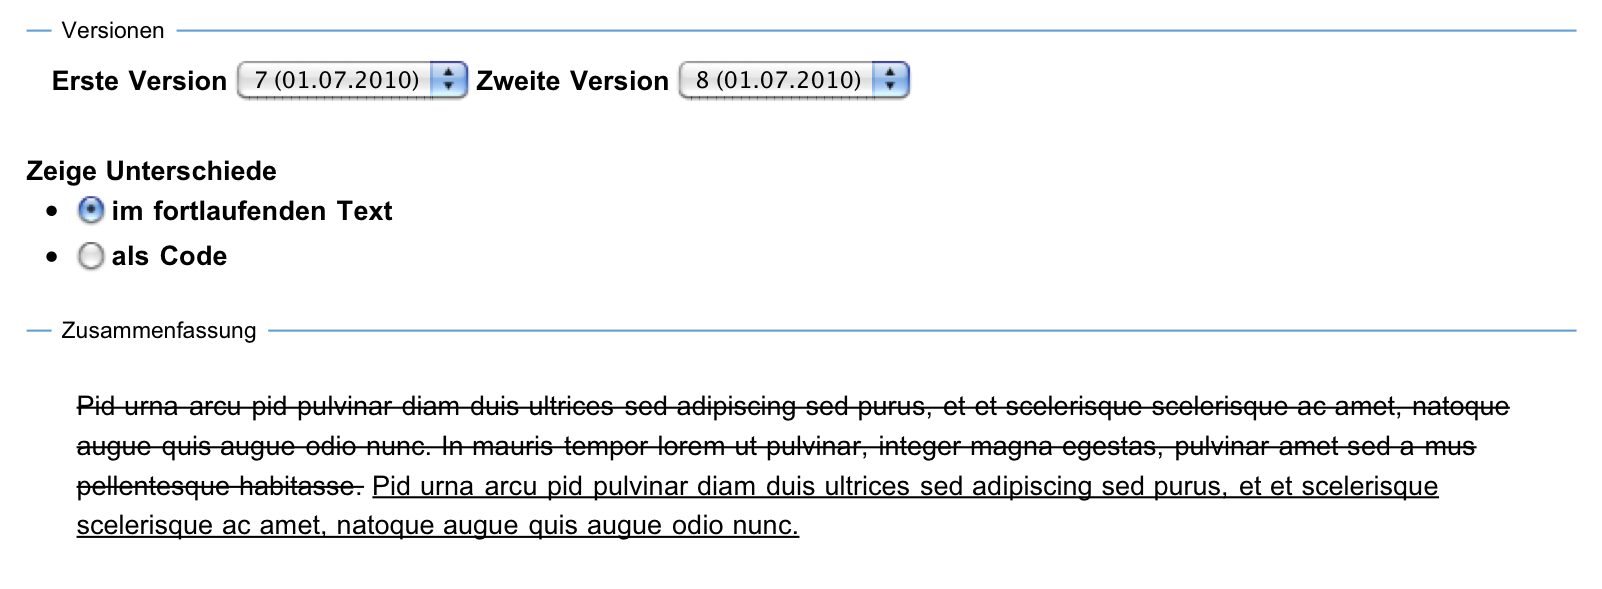 Versionen
Erste Version 7 (01.07.2010) Zweite Version 8 (01.07.2010)
Zeige Unterschiede
• im fortlaufenden Text
• als Code
Zusammenfassung
Pid urna arcu pid pulvinar diam duis ultrices sed adipiscing sed purus, et et scelerisque scelerisque ac amet, natoque
augue quis augue odio nunc. In mauris tempor lorem ut pulvinar, integer magna egestas, pulvinar amet sed a mus
pellentesque habitasse. Pid urna arcu pid pulvinar diam duis ultrices sed adipiscing sed purus, et et scelerisque
scelerisque ac amet, natoque augue quis augue odio nunc.